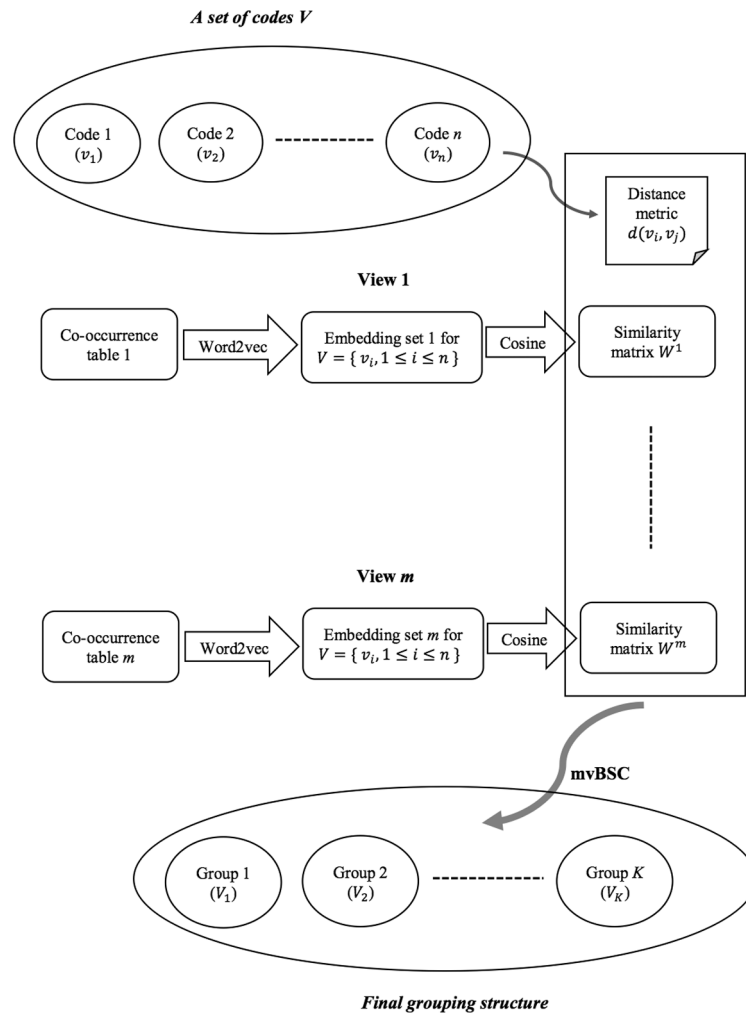 A set of codes V
Code 1
(v₁)
Code 2
(v₂)
Code n
(vₙ)
Distance
metric
d(vᵢ, vⱼ)
View 1
Co-occurrence
table 1
Word2vec
Embedding set 1 for
V = { vᵢ, 1 ≤ i ≤ n }
Cosine
Similarity
matrix W¹
View m
Co-occurrence
table m
Word2vec
Embedding set m for
V = { vᵢ, 1 ≤ i ≤ n }
Cosine
Similarity
matrix Wᵐ
mvBSC
Group 1
(V₁)
Group 2
(V₂)
Group K
(V_K)
Final grouping structure